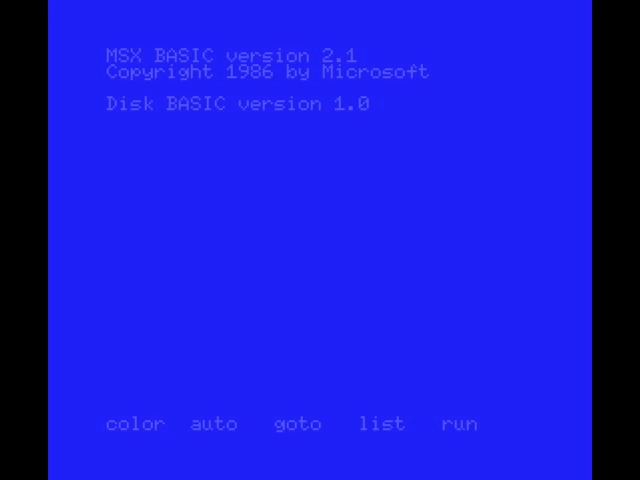 MSX BASIC version 2.1
Copyright 1986 by Microsoft
Disk BASIC version 1.0
color auto goto list run